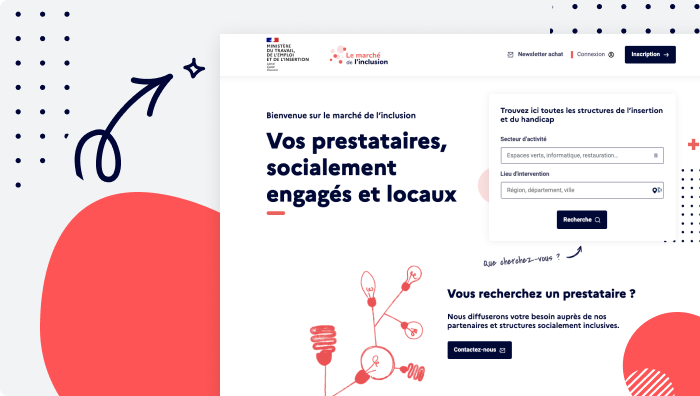 MINISTÈRE
DU TRAVAIL,
DE L'EMPLOI
ET DE L'INSERTION
Liberté
Égalité
Fraternité
Le marché
de l'inclusion
Newsletter achat
Connexion
Inscription →
Bienvenue sur le marché de l'inclusion
Vos prestataires,
socialement
engagés et locaux
Trouvez ici toutes les structures de l'insertion
et du handicap
Secteur d'activité
Espaces verts, informatique, restauration...
Lieu d'intervention
Région, département, ville
Recherche
Que cherchez-vous ?
Vous recherchez un prestataire ?
Nous diffuserons votre besoin auprès de nos
partenaires et structures socialement inclusives.
Contactez-nous